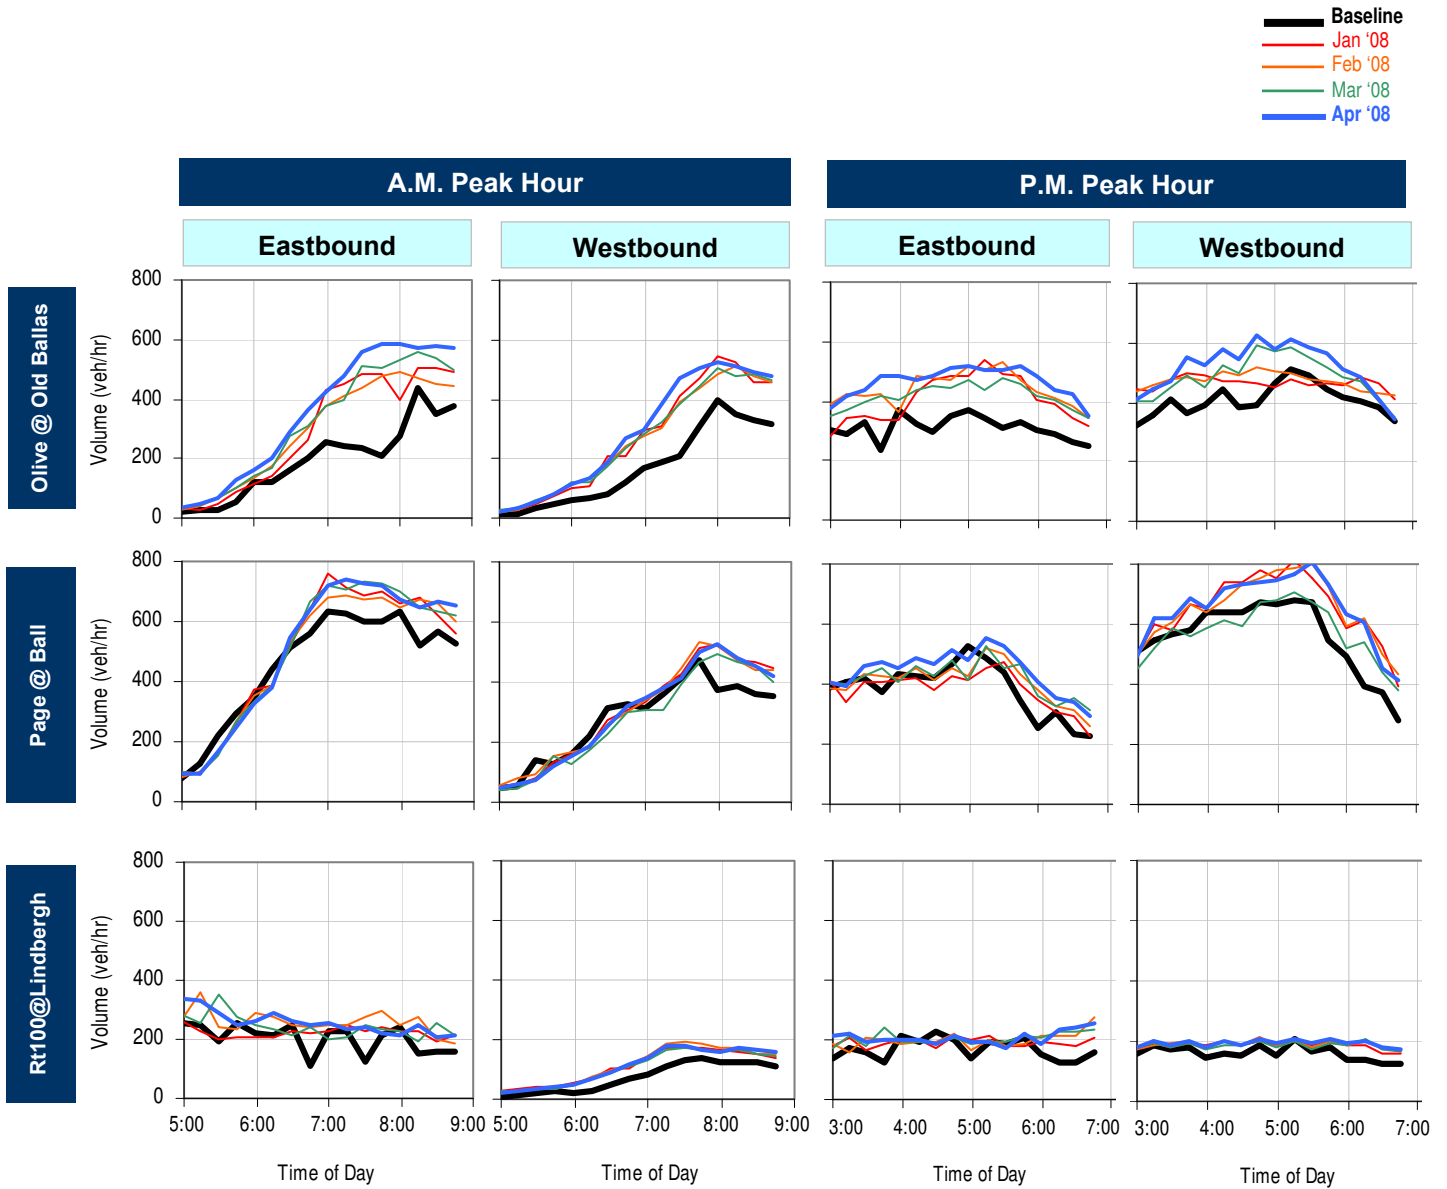 Baseline
Jan ‘08
Feb ‘08
Mar ‘08
Apr ‘08
A.M. Peak Hour
P.M. Peak Hour
Eastbound
Westbound
Eastbound
Westbound
Olive @ Old Ballas
Volume (veh/hr)
800
600
400
200
0
Page @ Ball
Volume (veh/hr)
800
600
400
200
0
Rt100@Lindbergh
Volume (veh/hr)
800
600
400
200
0
5:00 6:00 7:00 8:00 9:00
5:00 6:00 7:00 8:00 9:00
3:00 4:00 5:00 6:00 7:00
3:00 4:00 5:00 6:00 7:00
Time of Day
Time of Day
Time of Day
Time of Day